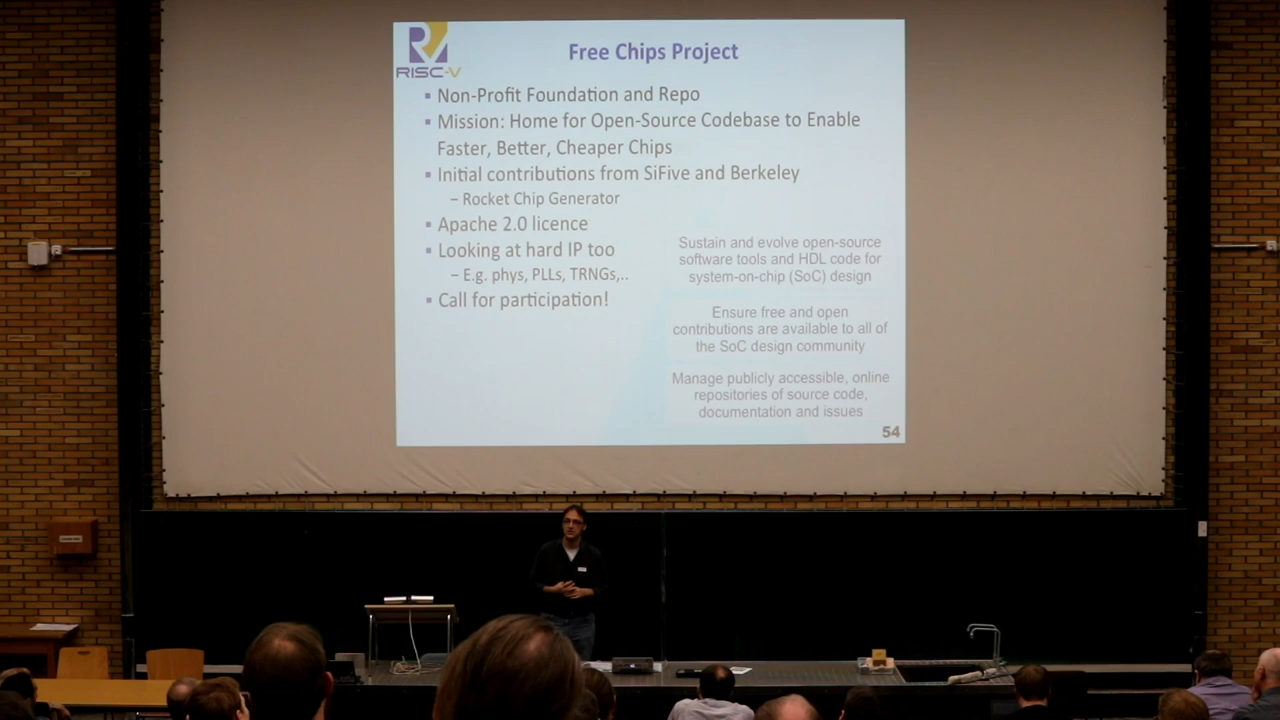 RISC-V
Free Chips Project
▪ Non-Profit Foundation and Repo
▪ Mission: Home for Open-Source Codebase to Enable
Faster, Better, Cheaper Chips
▪ Initial contributions from SiFive and Berkeley
– Rocket Chip Generator
▪ Apache 2.0 licence
▪ Looking at hard IP too
– E.g. phys, PLLs, TRNGs,..
▪ Call for participation!
Sustain and evolve open-source
software tools and HDL code for
system-on-chip (SoC) design
Ensure free and open
contributions are available to all of
the SoC design community
Manage publicly accessible, online
repositories of source code,
documentation and issues
54